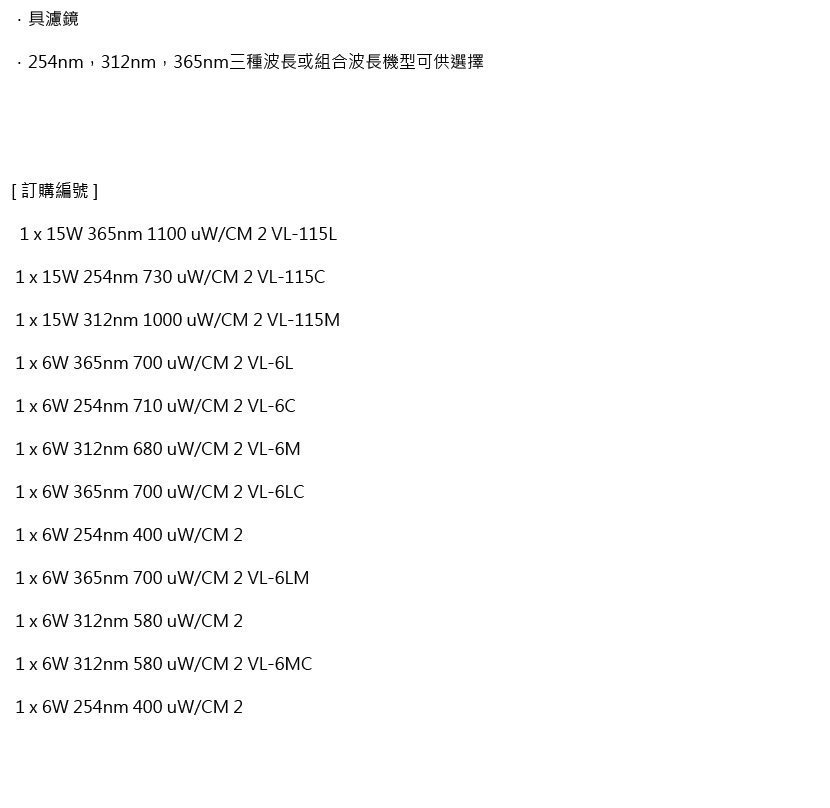 · 具濾鏡
· 254nm，312nm，365nm三種波長或組合波長機型可供選擇
[ 訂購編號 ]
1 x 15W 365nm 1100 uW/CM 2 VL-115L
1 x 15W 254nm 730 uW/CM 2 VL-115C
1 x 15W 312nm 1000 uW/CM 2 VL-115M
1 x 6W 365nm 700 uW/CM 2 VL-6L
1 x 6W 254nm 710 uW/CM 2 VL-6C
1 x 6W 312nm 680 uW/CM 2 VL-6M
1 x 6W 365nm 700 uW/CM 2 VL-6LC
1 x 6W 254nm 400 uW/CM 2
1 x 6W 365nm 700 uW/CM 2 VL-6LM
1 x 6W 312nm 580 uW/CM 2
1 x 6W 312nm 580 uW/CM 2 VL-6MC
1 x 6W 254nm 400 uW/CM 2